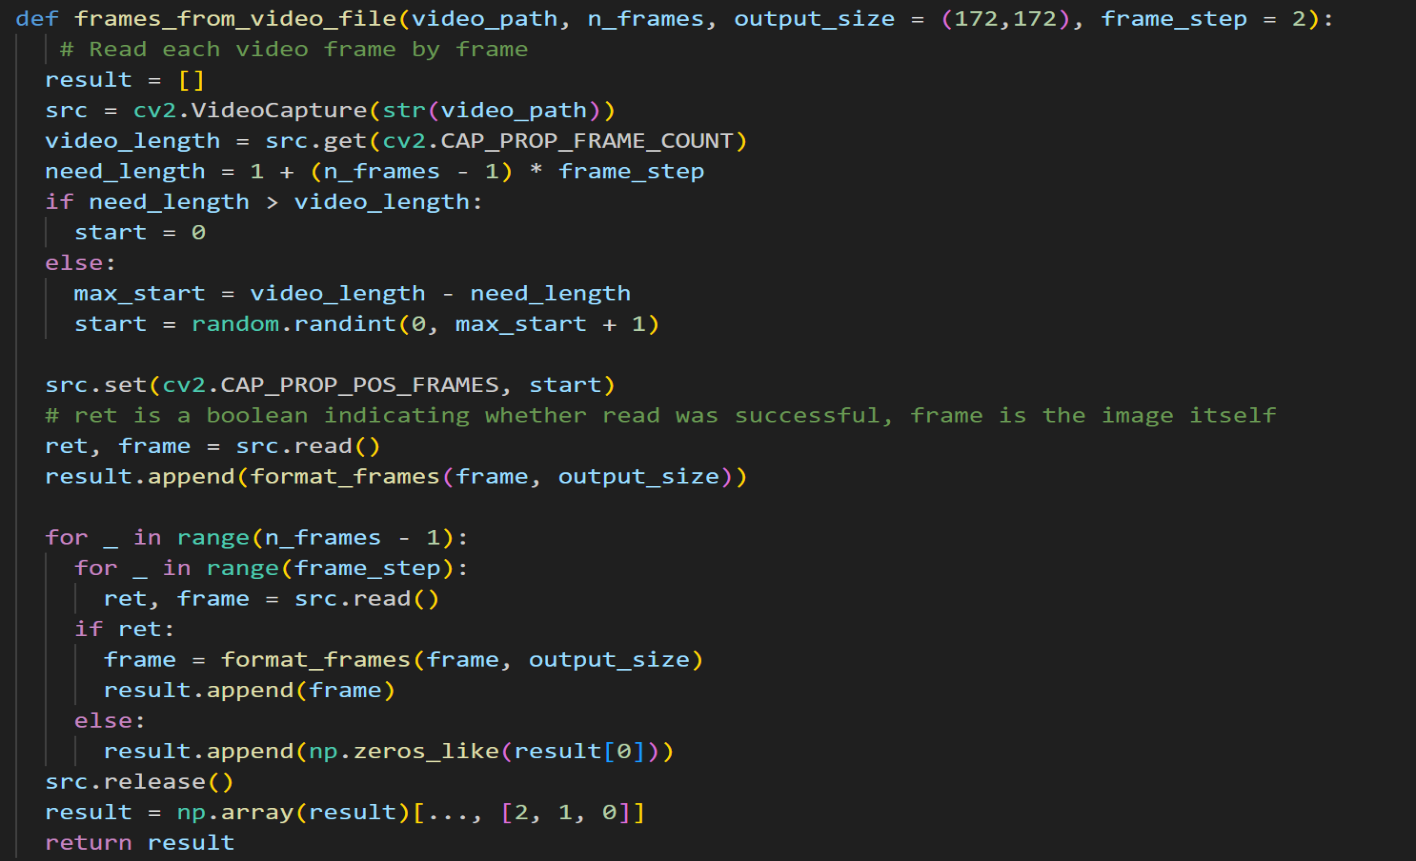 def frames_from_video_file(video_path, n_frames, output_size = (172,172), frame_step = 2):
# Read each video frame by frame
result = []
src = cv2.VideoCapture(str(video_path))
video_length = src.get(cv2.CAP_PROP_FRAME_COUNT)
need_length = 1 + (n_frames - 1) * frame_step
if need_length > video_length:
start = 0
else:
max_start = video_length - need_length
start = random.randint(0, max_start + 1)
src.set(cv2.CAP_PROP_POS_FRAMES, start)
# ret is a boolean indicating whether read was successful, frame is the image itself
ret, frame = src.read()
result.append(format_frames(frame, output_size))
for _ in range(n_frames - 1):
for _ in range(frame_step):
ret, frame = src.read()
if ret:
frame = format_frames(frame, output_size)
result.append(frame)
else:
result.append(np.zeros_like(result[0]))
src.release()
result = np.array(result)[..., [2, 1, 0]]
return result